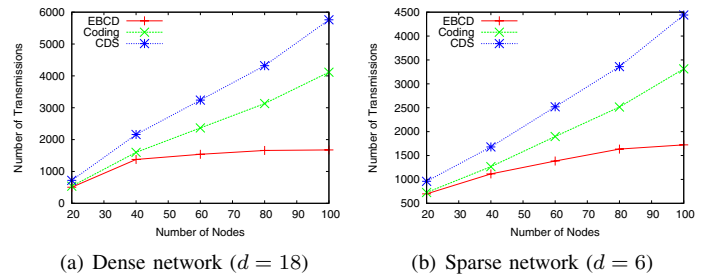 6000
5000
4000
3000
2000
1000
0
20 30 40 50 60 70 80 90 100
Number of Transmissions
Number of Nodes
EBCD
Coding
CDS
(a) Dense network (d = 18)
4500
4000
3500
3000
2500
2000
1500
1000
500
20 30 40 50 60 70 80 90 100
Number of Transmissions
Number of Nodes
EBCD
Coding
CDS
(b) Sparse network (d = 6)